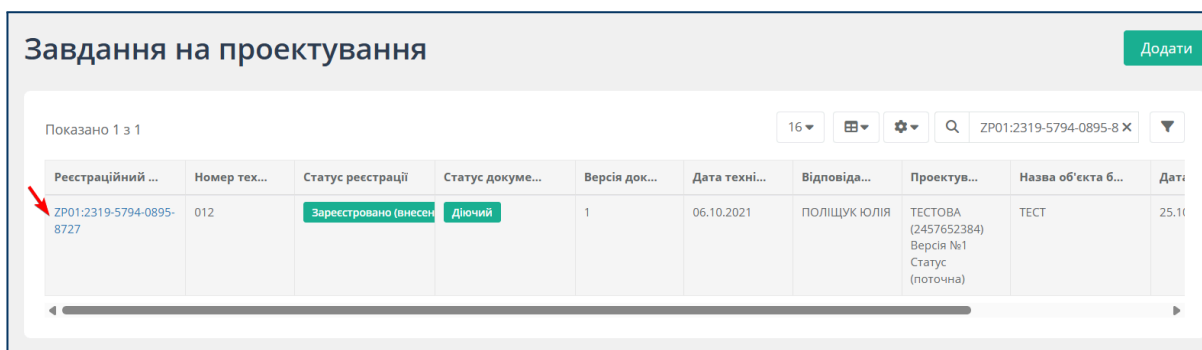 Завдання на проектування
Додати
Показано 1 з 1
16
ZP01:2319-5794-0895-8
Реєстраційний ...
Номер тех...
Статус реєстрації
Статус докуме...
Версія док...
Дата техні...
Відповіда...
Проектув...
Назва об'єкта б...
Дата
ZP01:2319-5794-0895-
8727
012
Зареєстровано (внесен
Діючий
1
06.10.2021
ПОЛІЩУК ЮЛІЯ
ТЕСТОВА
(2457652384)
Версія №1
Статус
(поточна)
ТЕСТ
25.10